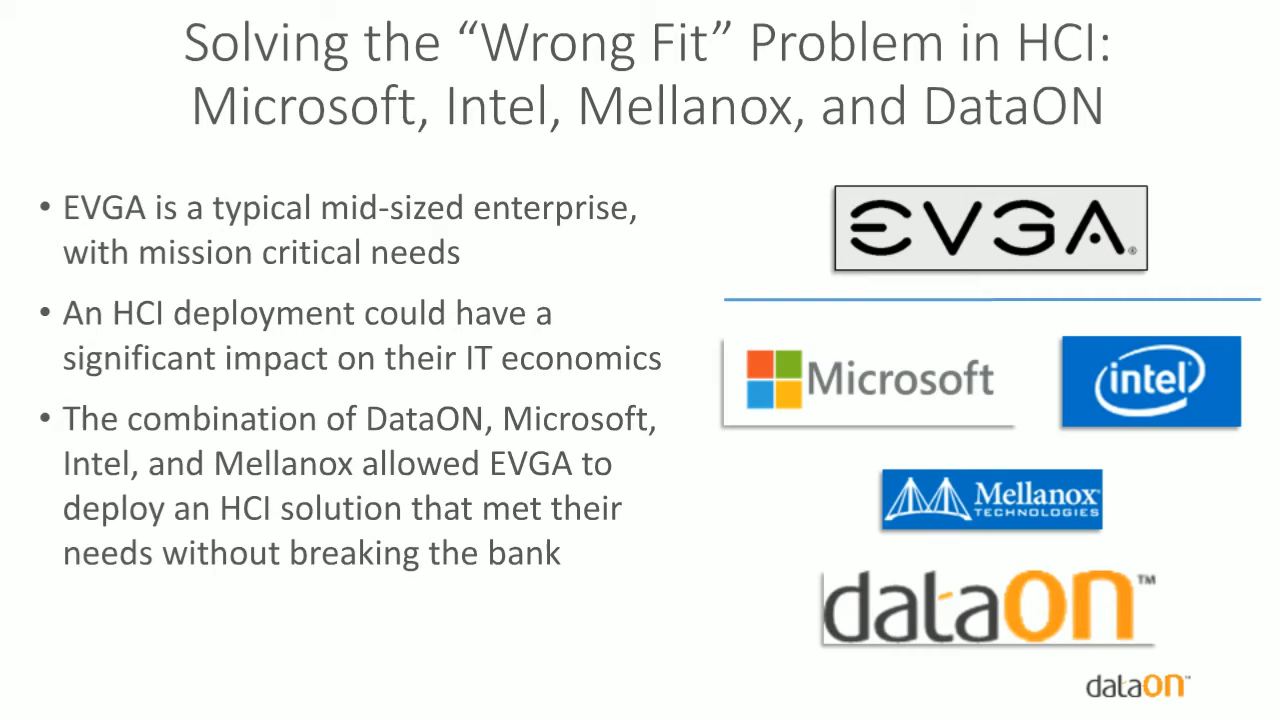 Solving the “Wrong Fit” Problem in HCI:
Microsoft, Intel, Mellanox, and DataON
• EVGA is a typical mid-sized enterprise,
with mission critical needs
• An HCI deployment could have a
significant impact on their IT economics
• The combination of DataON, Microsoft,
Intel, and Mellanox allowed EVGA to
deploy an HCI solution that met their
needs without breaking the bank
EVGA®
Microsoft
intel
Mellanox
TECHNOLOGIES
dataON™
dataON™